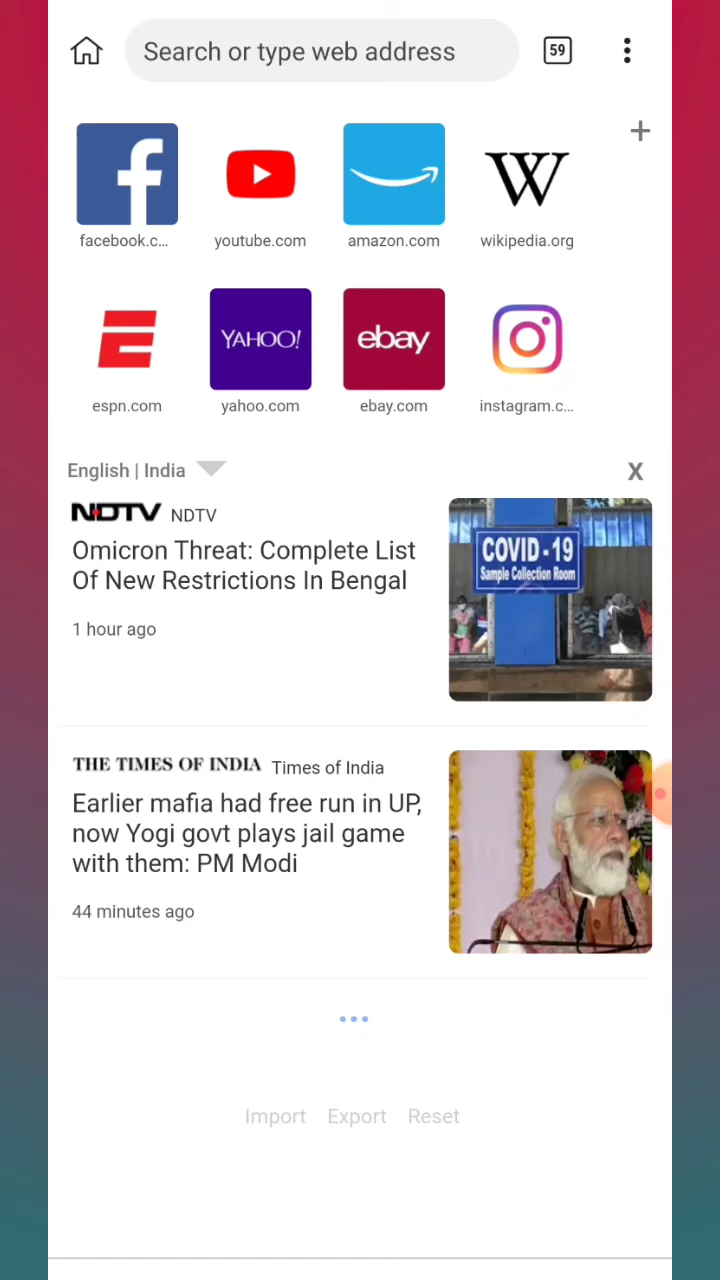 Search or type web address
59
facebook.c...
youtube.com
amazon.com
W
wikipedia.org
YAHOO!
ebay
espn.com
yahoo.com
ebay.com
instagram.c...
English | India
X
NDTV NDTV
Omicron Threat: Complete List
Of New Restrictions In Bengal
1 hour ago
COVID-19
Sample Collection Room
THE TIMES OF INDIA Times of India
Earlier mafia had free run in UP,
now Yogi govt plays jail game
with them: PM Modi
44 minutes ago
Import Export Reset